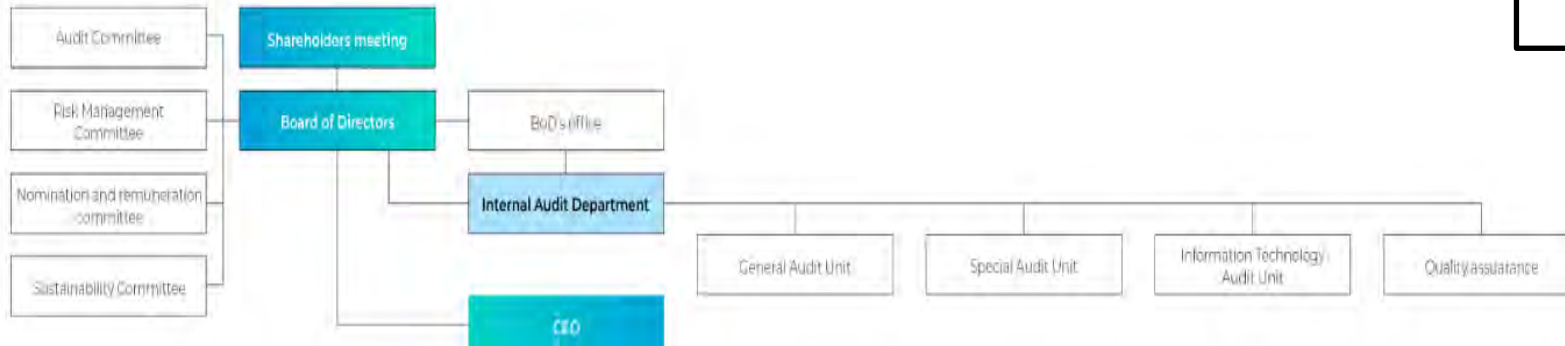 Audit Committee
Shareholders meeting
Risk Management
Committee
Board of Directors
BoD's office
Nomination and remuneration
committee
Internal Audit Department
Sustainability Committee
General Audit Unit
Special Audit Unit
Information Technology
Audit Unit
Quality assuarance
CEO